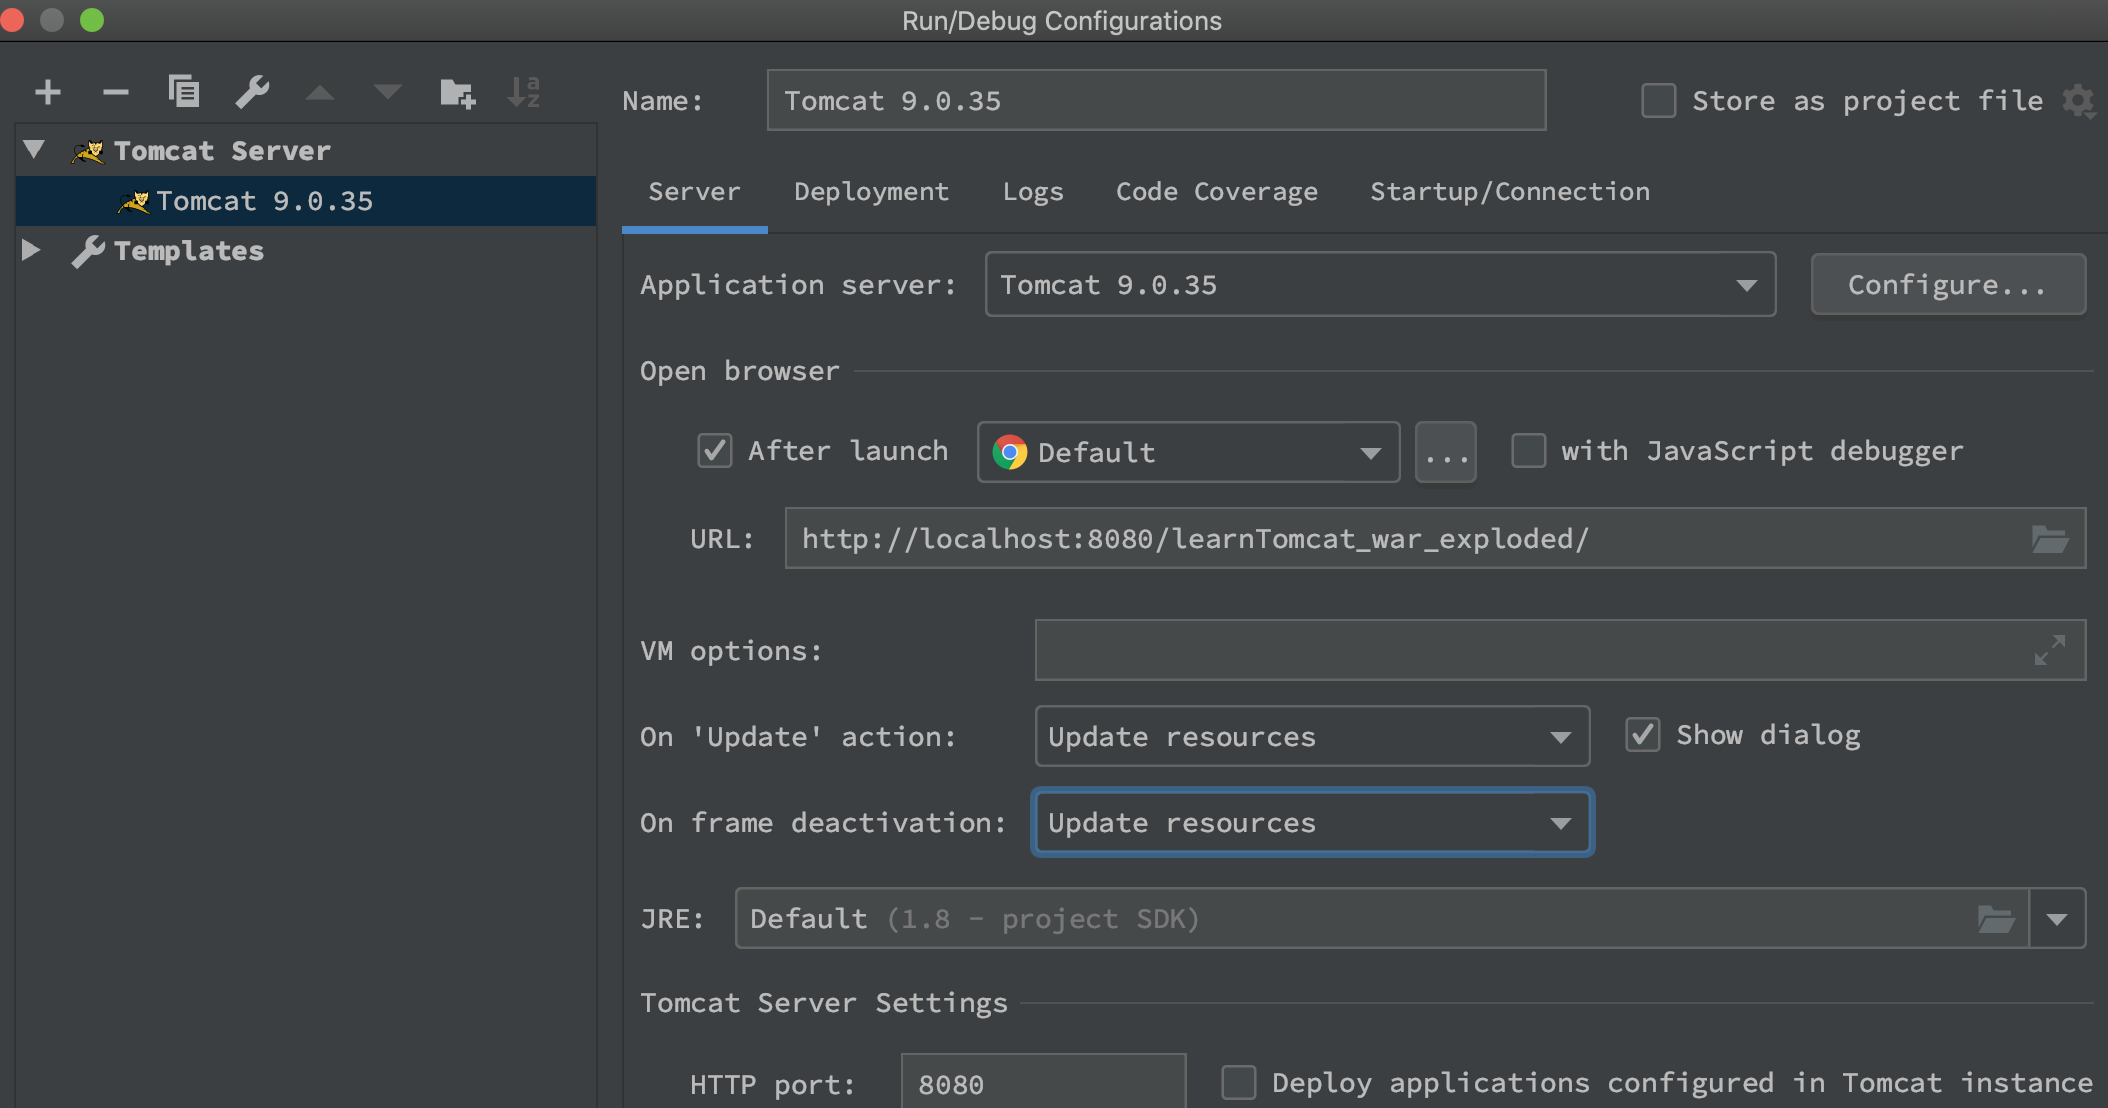 Run/Debug Configurations
Name: Tomcat 9.0.35 Store as project file
Tomcat Server
Tomcat 9.0.35
Templates
Server Deployment Logs Code Coverage Startup/Connection
Application server: Tomcat 9.0.35 Configure...
Open browser
After launch Default ... with JavaScript debugger
URL: http://localhost:8080/learnTomcat_war_exploded/
VM options:
On 'Update' action: Update resources Show dialog
On frame deactivation: Update resources
JRE: Default (1.8 - project SDK)
Tomcat Server Settings
HTTP port: 8080 Deploy applications configured in Tomcat instance